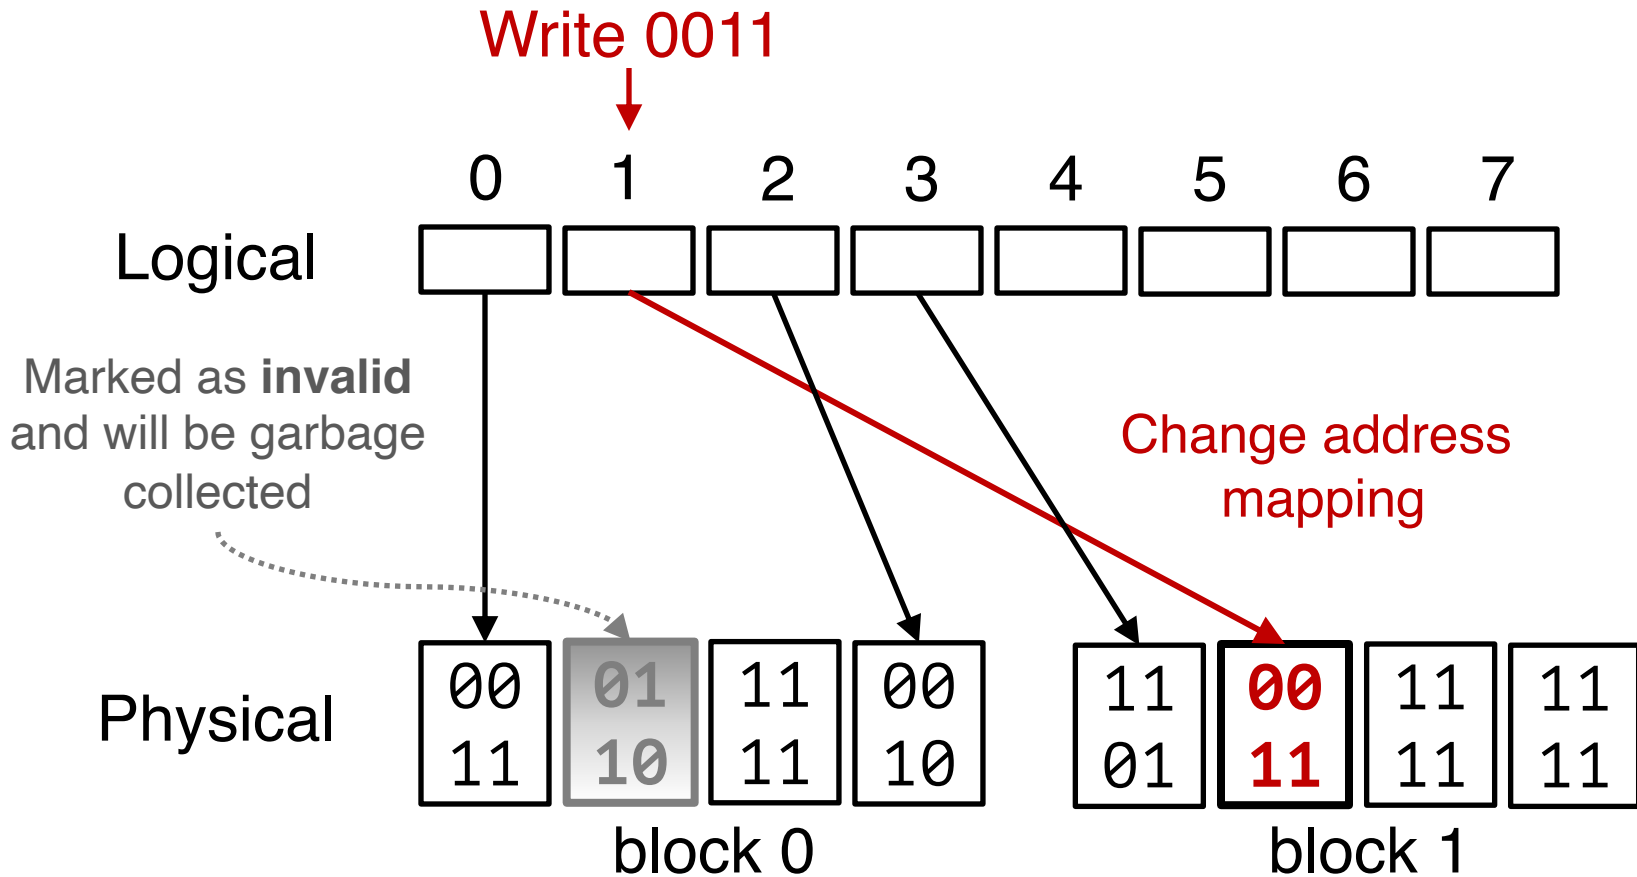 Write 0011
0 1 2 3 4 5 6 7
Logical
Marked as invalid
and will be garbage
collected
Change address
mapping
Physical
00 01 11 00 11 00 11 11
11 10 11 10 01 11 11 11
block 0 block 1